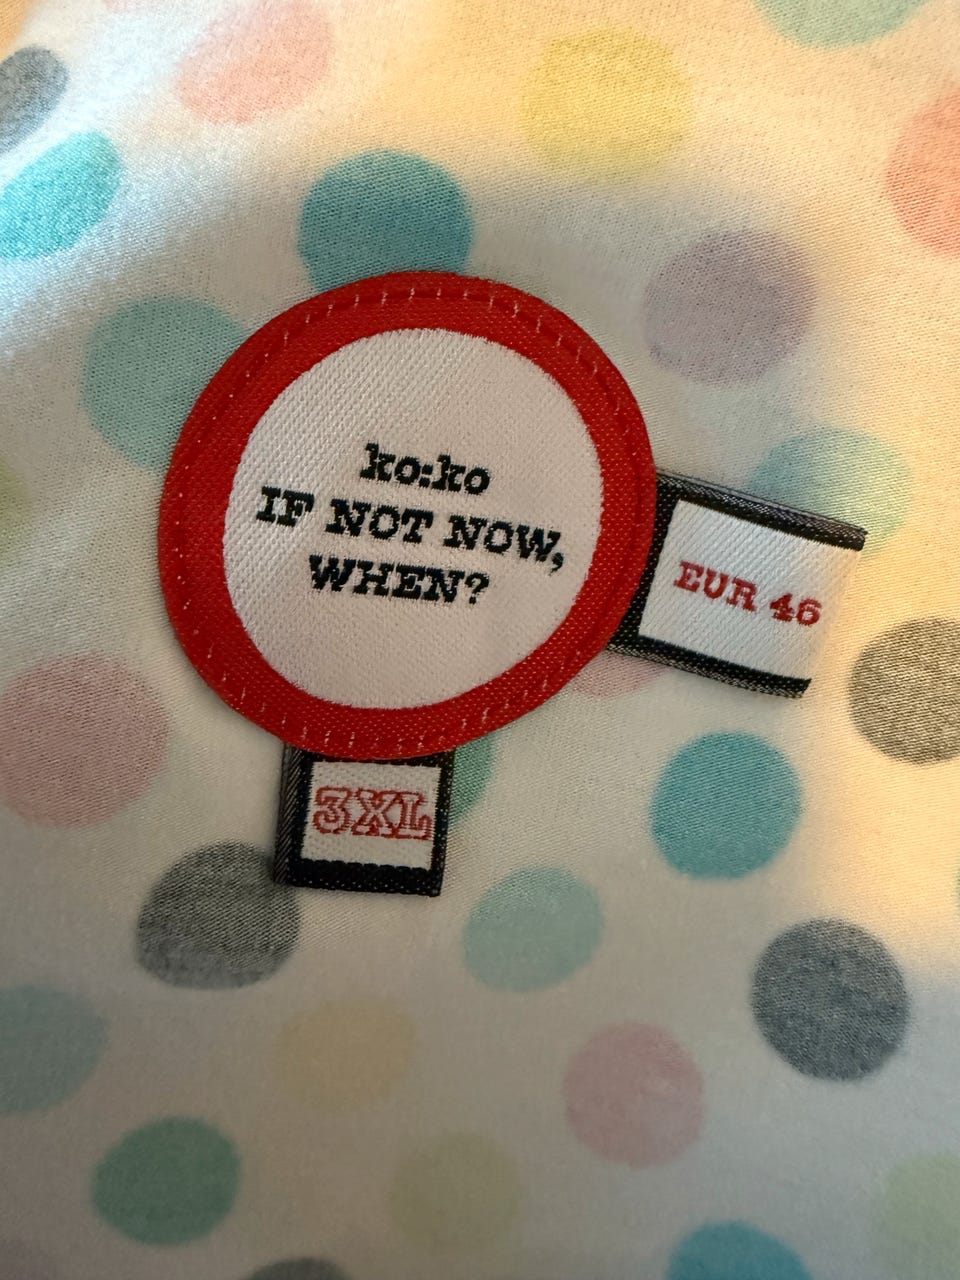 ko:ko
IF NOT NOW,
WHEN?
EUR 46
3XL